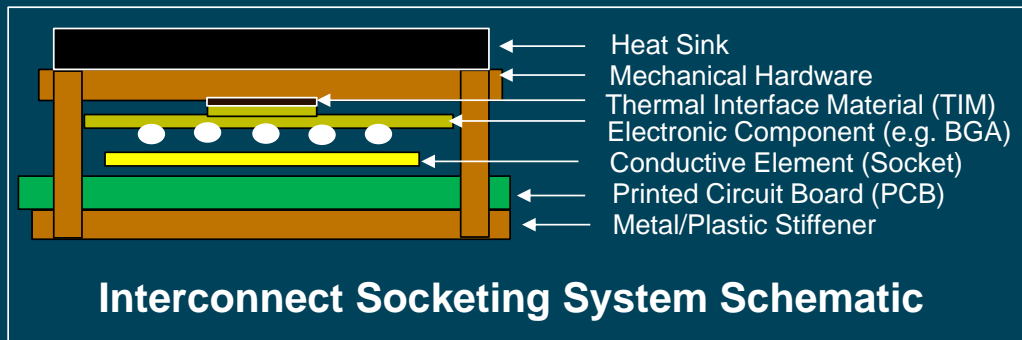 Heat Sink
Mechanical Hardware
Thermal Interface Material (TIM)
Electronic Component (e.g. BGA)
Conductive Element (Socket)
Printed Circuit Board (PCB)
Metal/Plastic Stiffener
Interconnect Socketing System Schematic